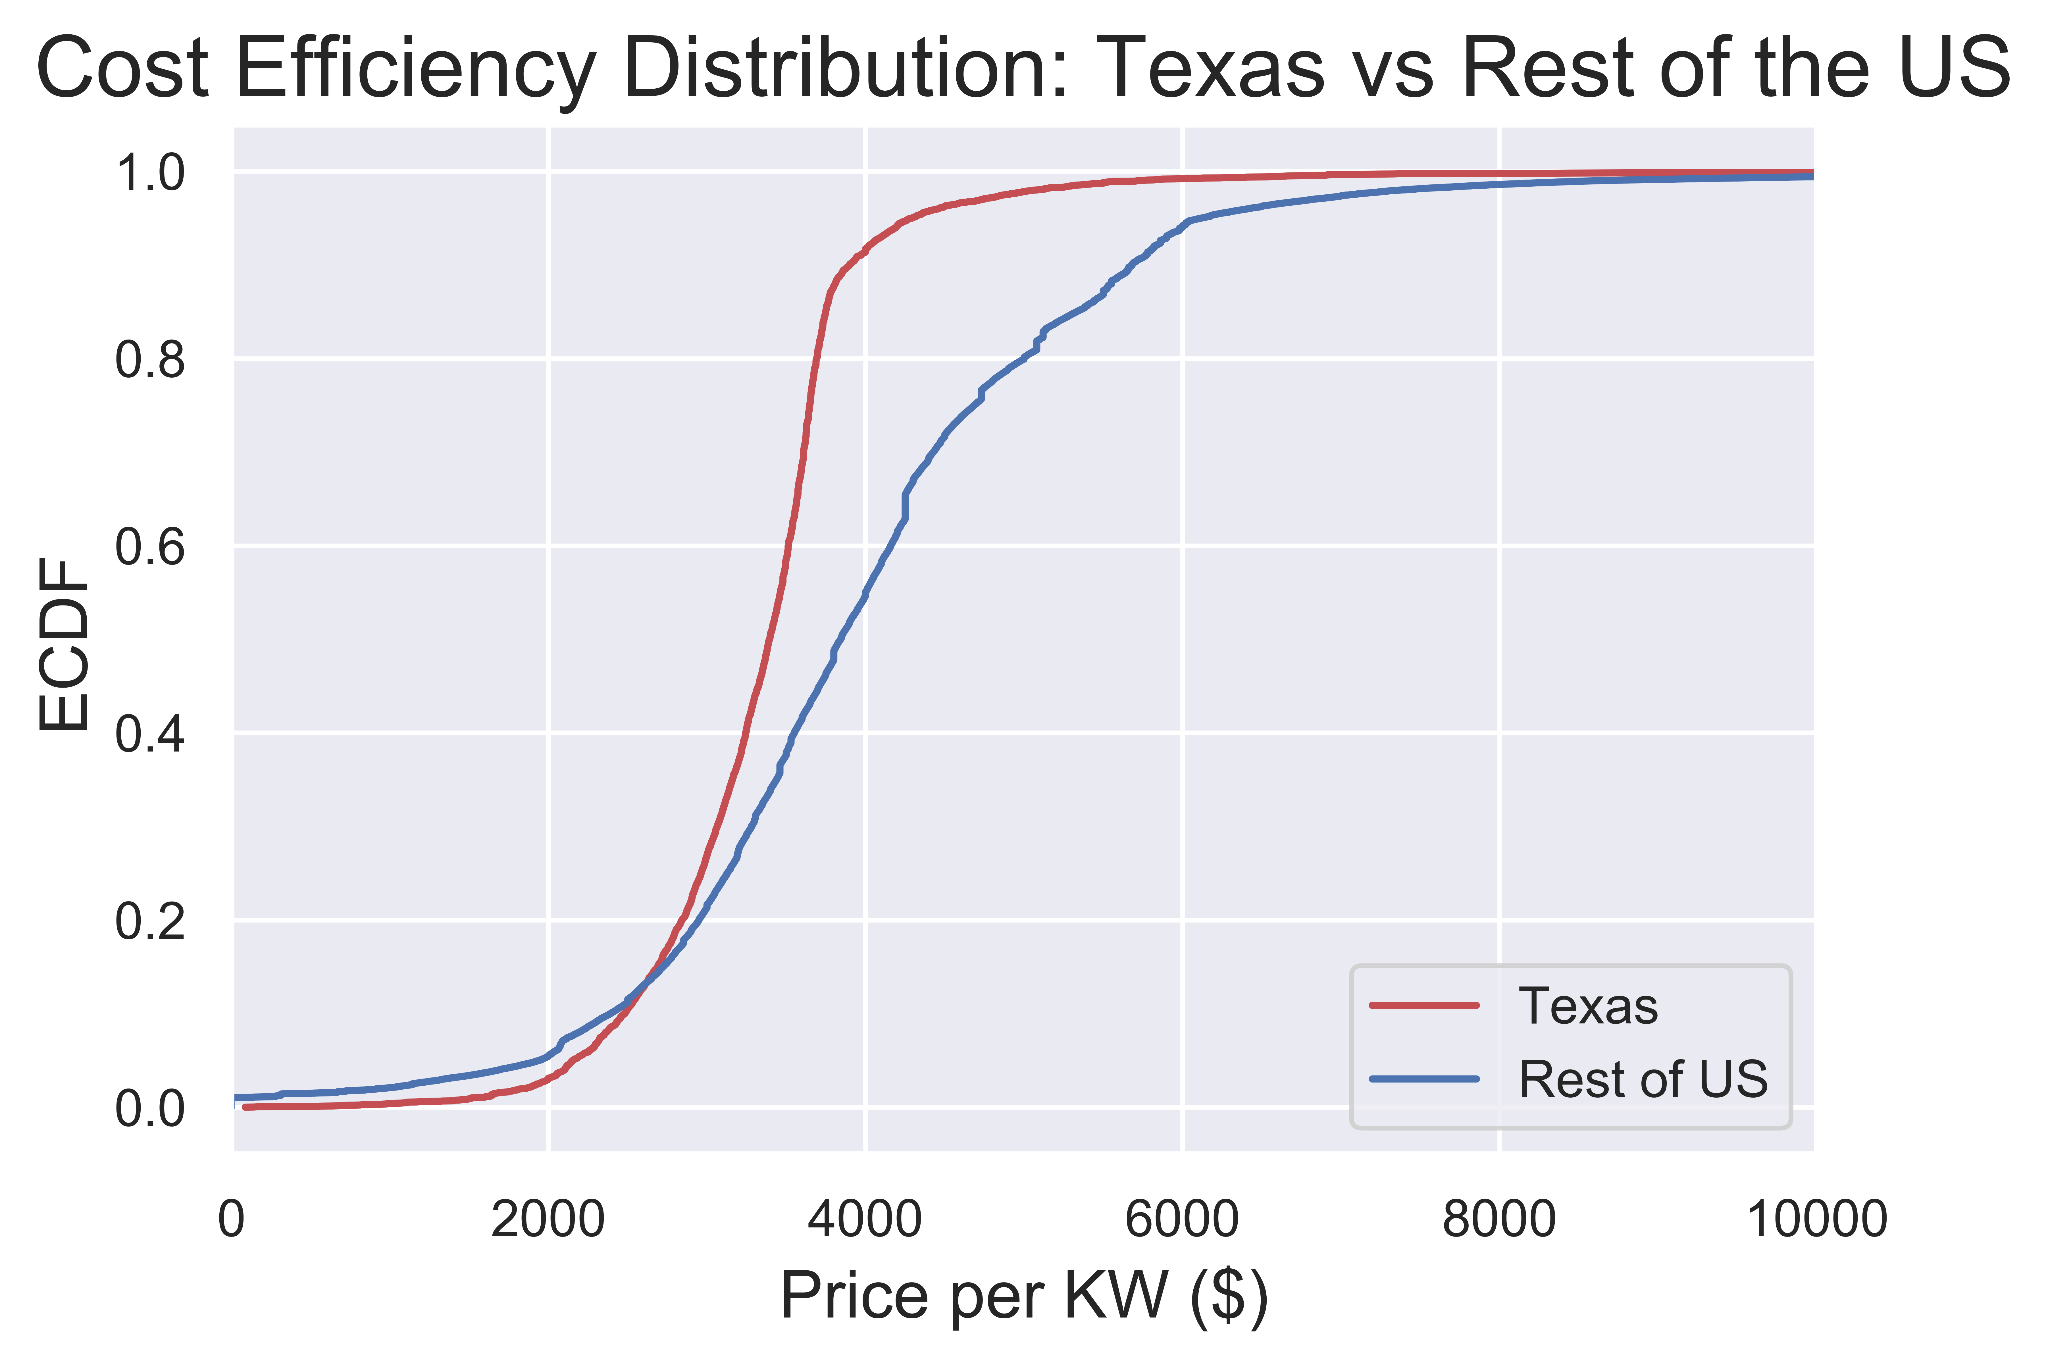 Cost Efficiency Distribution: Texas vs Rest of the US
1.0
0.8
0.6
0.4
0.2
0.0
ECDF
Texas
Rest of US
0 2000 4000 6000 8000 10000
Price per KW ($)